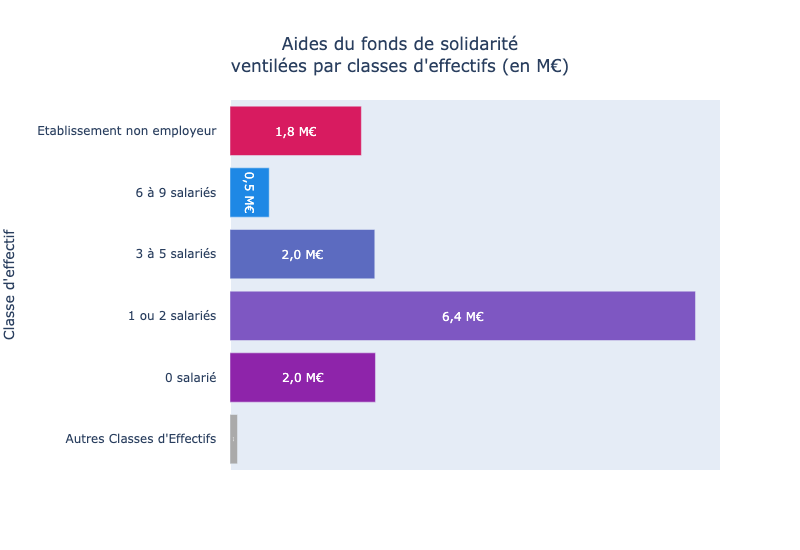 Aides du fonds de solidarité
ventilées par classes d'effectifs (en M€)
Classe d'effectif
Etablissement non employeur
1,8 M€
6 à 9 salariés
0,5 M€
3 à 5 salariés
2,0 M€
1 ou 2 salariés
6,4 M€
0 salarié
2,0 M€
Autres Classes d'Effectifs